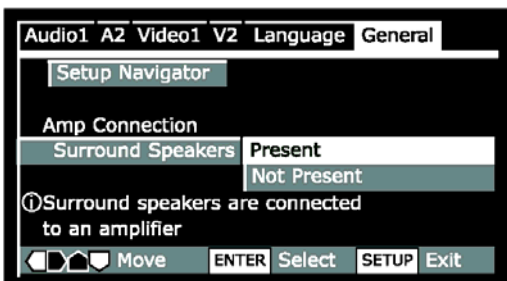 Audio1 A2 Video1 V2 Language General
Setup Navigator
Amp Connection
Surround Speakers Present
Not Present
ⓘSurround speakers are connected
to an amplifier
Move ENTER Select SETUP Exit